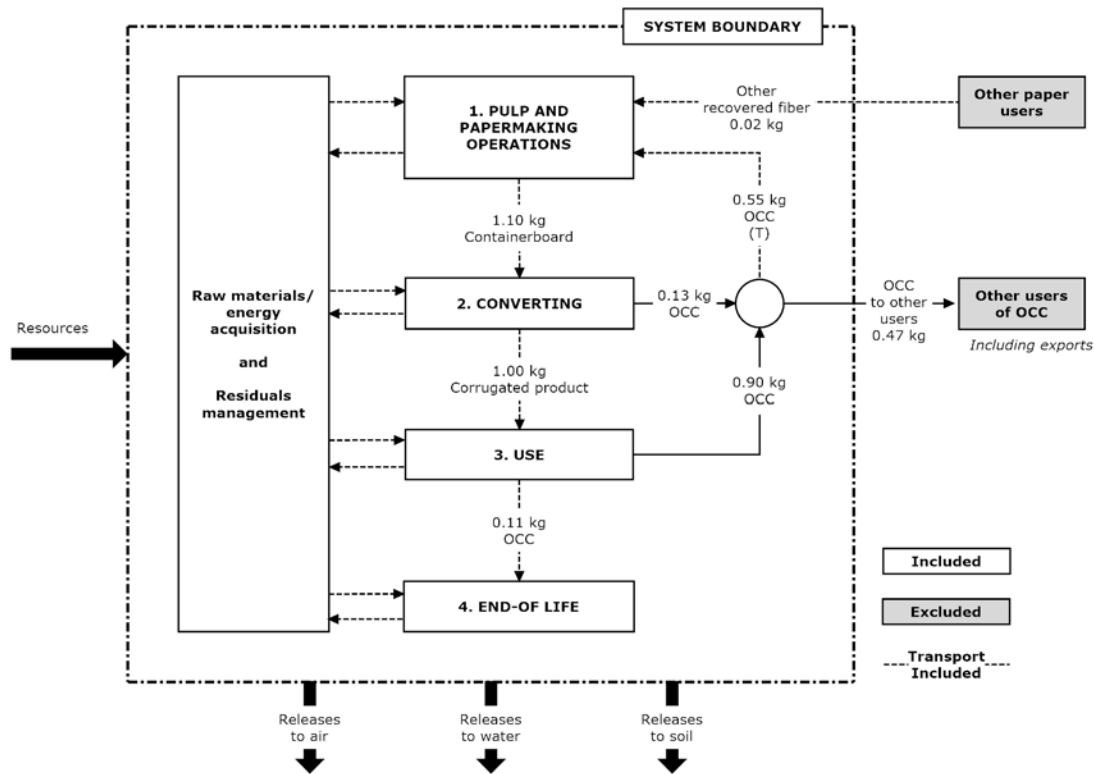 SYSTEM BOUNDARY
1. PULP AND
PAPERMAKING
OPERATIONS
Other
recovered fiber
0.02 kg
Other paper
users
0.55 kg
OCC
(T)
1.10 kg
Containerboard
Raw materials/
energy
acquisition
and
Residuals
management
2. CONVERTING
0.13 kg
OCC
OCC
to other
users
0.47 kg
Other users
of OCC
Including exports
Resources
1.00 kg
Corrugated product
0.90 kg
OCC
3. USE
0.11 kg
OCC
4. END-OF LIFE
Included
Excluded
Transport
Included
Releases
to air
Releases
to water
Releases
to soil